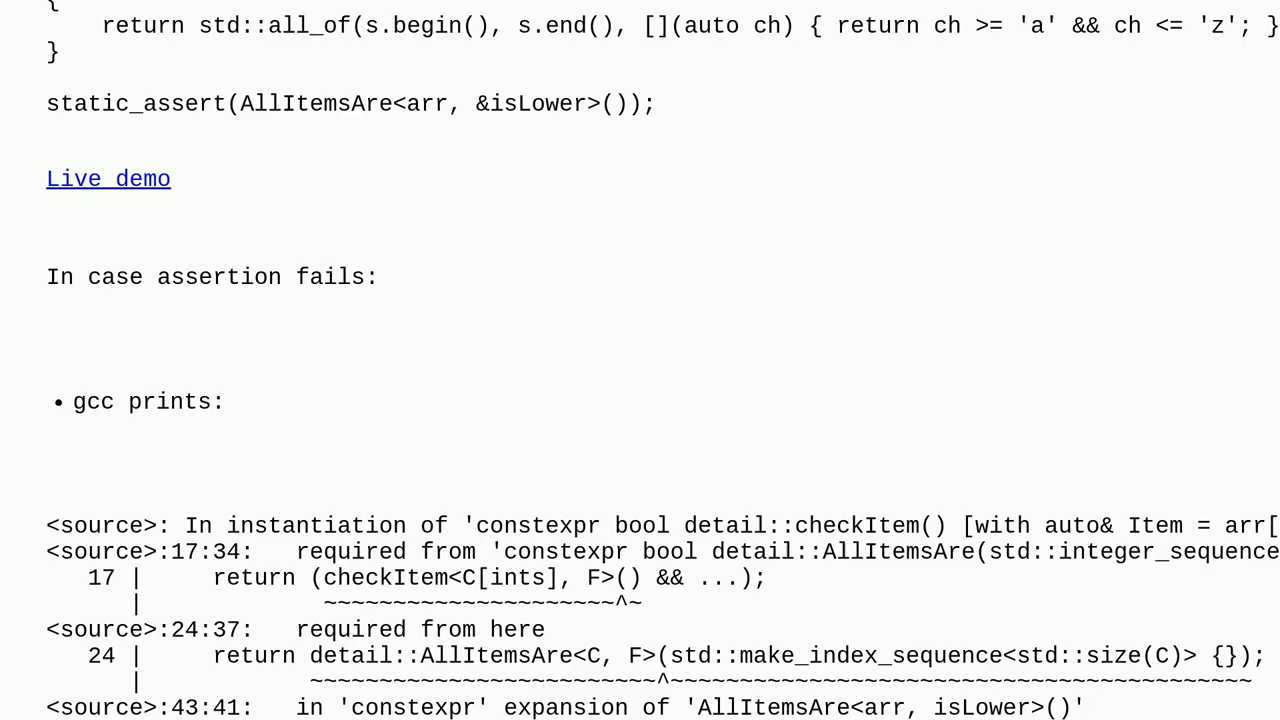 {
    return std::all_of(s.begin(), s.end(), [](auto ch) { return ch >= 'a' && ch <= 'z'; }
}
static_assert(AllItemsAre<arr, &isLower>());
Live demo
In case assertion fails:
• gcc prints:
<source>: In instantiation of 'constexpr bool detail::checkItem() [with auto& Item = arr[
<source>:17:34:   required from 'constexpr bool detail::AllItemsAre(std::integer_sequence
   17 |     return (checkItem<C[ints], F>() && ...);
      |             ~~~~~~~~~~~~~~~~~~~~~^~
<source>:24:37:   required from here
   24 |     return detail::AllItemsAre<C, F>(std::make_index_sequence<std::size(C)> {});
      |            ~~~~~~~~~~~~~~~~~~~~~~~~~^~~~~~~~~~~~~~~~~~~~~~~~~~~~~~~~~~~~~~~~~~
<source>:43:41:   in 'constexpr' expansion of 'AllItemsAre<arr, isLower>()'